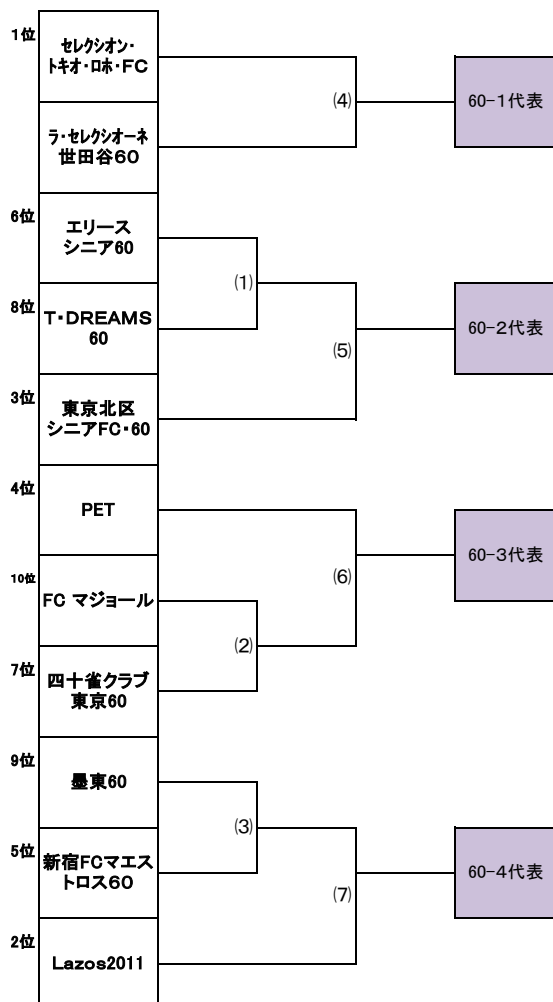 1位
セレクシオン・
トキオ・ロホ・FC
ラ・セレクシオーネ
世田谷60
(4)
60-1代表
6位
エリース
シニア60
(1)
8位
T・DREAMS
60
60-2代表
(5)
3位
東京北区
シニアFC・60
4位
PET
60-3代表
(6)
10位
FC マジョール
(2)
7位
四十雀クラブ
東京60
9位
墨東60
(3)
5位
新宿FCマエス
トロス60
60-4代表
(7)
2位
Lazos2011